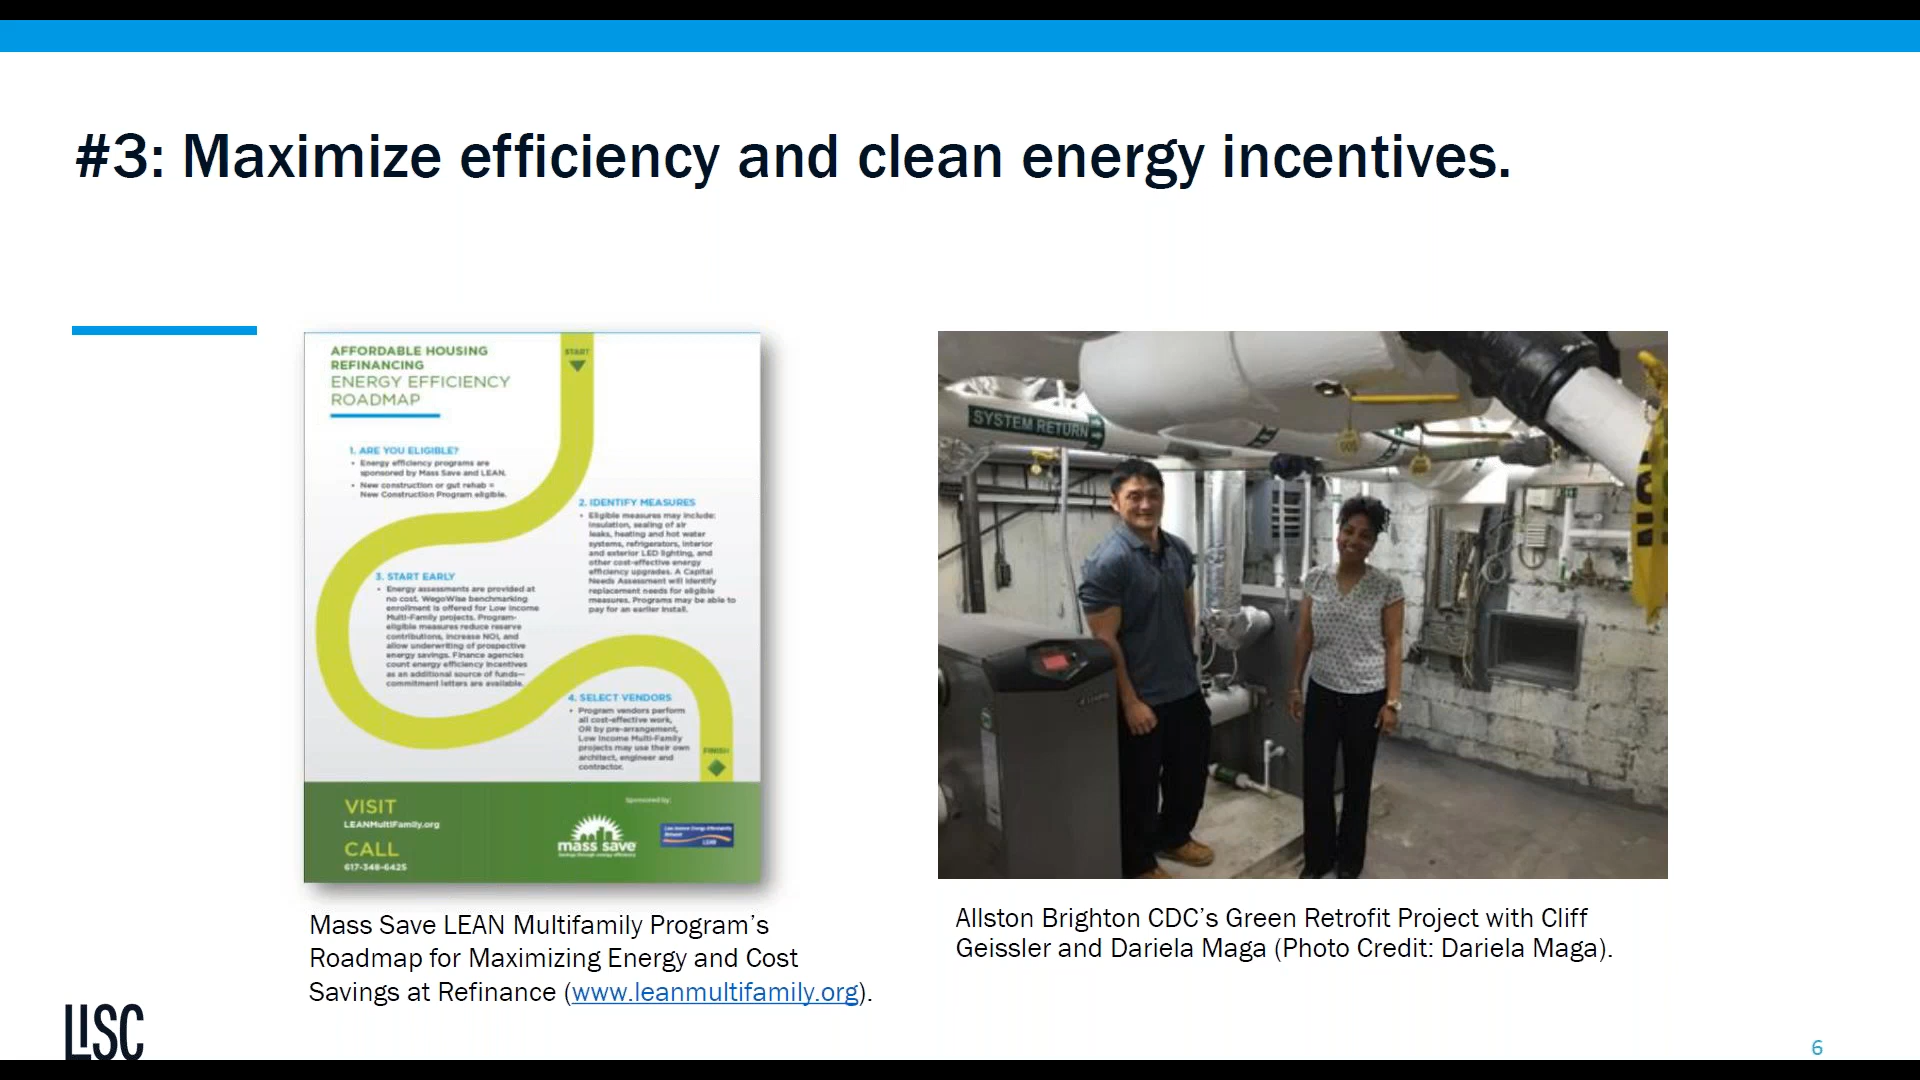 #3: Maximize efficiency and clean energy incentives.
AFFORDABLE HOUSING
REFINANCING
ENERGY EFFICIENCY
ROADMAP
START
1. ARE YOU ELIGIBLE?
• Energy efficiency programs are
sponsored by Mass Save and LEAN.
• New construction or gut rehab =
New Construction Program eligible.
2. IDENTIFY MEASURES
• Eligible measures may include:
insulation, sealing of air
leaks, heating and hot water
systems, refrigerators, interior
and exterior LED lighting, and
other cost-effective energy
efficiency upgrades. A Capital
Needs Assessment will identify
replacement needs for eligible
measures. Programs may be able to
pay for an earlier install.
3. START EARLY
• Energy assessments are provided at
no cost. WegoWise benchmarking
enrollment is offered for Low Income
Multi-Family projects. Program-
eligible measures reduce reserve
contributions, increase NOI, and
allow underwriting of prospective
energy savings. Finance agencies
count energy efficiency incentives
as an additional source of funds—
commitment letters are available.
4. SELECT VENDORS
• Program vendors perform
all cost-effective work,
OR by pre-arrangement,
Low Income Multi-Family
projects may use their own
architect, engineer and
contractor.
FINISH
VISIT
LEANMultiFamily.org
CALL
617-348-6425
Sponsored by:
mass save
Savings through energy efficiency
Low-Income Energy Affordability
Network
LEAN
SYSTEM RETURN
Mass Save LEAN Multifamily Program’s
Roadmap for Maximizing Energy and Cost
Savings at Refinance (www.leanmultifamily.org).
Allston Brighton CDC’s Green Retrofit Project with Cliff
Geissler and Dariela Maga (Photo Credit: Dariela Maga).
LISC
6